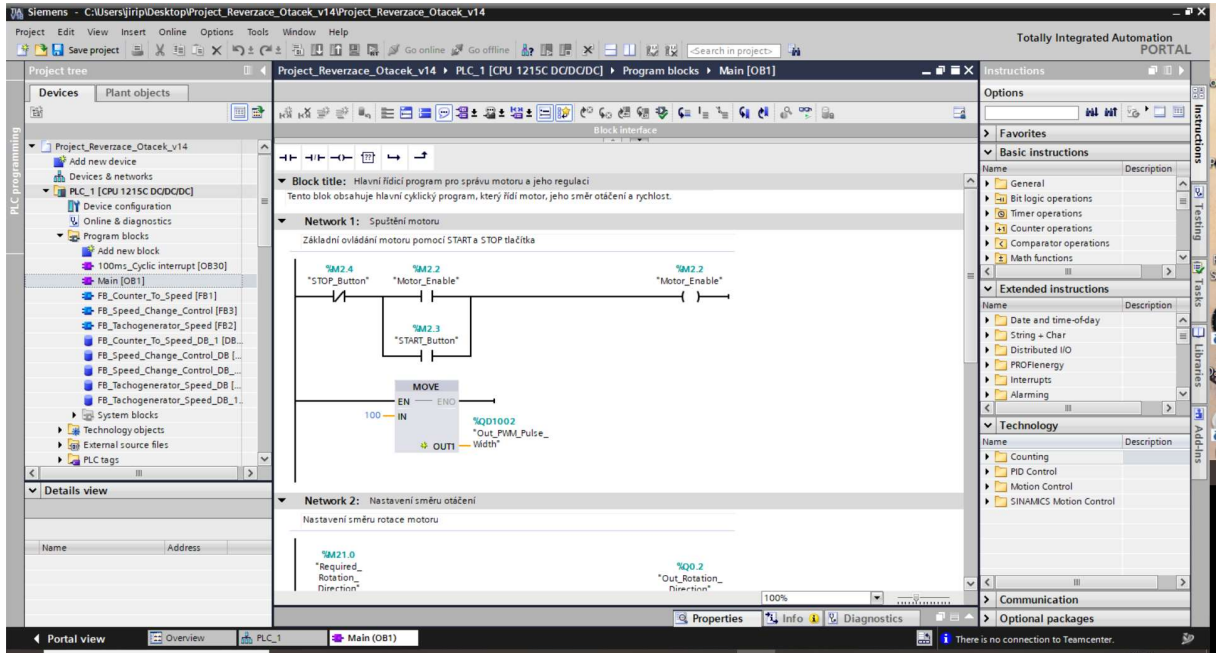 Siemens - C:\Users\jirip\Desktop\Project_Reverzace_Otacek_v14\Project_Reverzace_Otacek_v14
Project Edit View Insert Online Options Tools Window Help
Totally Integrated Automation
PORTAL
Save project
Go online
Go offline
<Search in project>
Project tree
Devices
Plant objects
PLC programming
Project_Reverzace_Otacek_v14
Add new device
Devices & networks
PLC_1 [CPU 1215C DC/DC/DC]
Device configuration
Online & diagnostics
Program blocks
Add new block
100ms_Cyclic interrupt [OB30]
Main [OB1]
FB_Counter_To_Speed [FB1]
FB_Speed_Change_Control [FB3]
FB_Tachogenerator_Speed [FB2]
FB_Counter_To_Speed_DB_1 [DB...
FB_Speed_Change_Control_DB [...
FB_Speed_Change_Control_DB_...
FB_Tachogenerator_Speed_DB [...
FB_Tachogenerator_Speed_DB_1...
System blocks
Technology objects
External source files
PLC tags
Details view
Name Address
Project_Reverzace_Otacek_v14 PLC_1 [CPU 1215C DC/DC/DC] Program blocks Main [OB1]
Block interface
??
Block title: Hlavní řídicí program pro správu motoru a jeho regulaci
Tento blok obsahuje hlavní cyklický program, který řídí motor, jeho směr otáčení a rychlost.
Network 1: Spuštění motoru
Základní ovládání motoru pomocí START a STOP tlačítka
%M2.4 %M2.2 %M2.2
"STOP_Button" "Motor_Enable" "Motor_Enable"
%M2.3
"START_Button"
MOVE
EN ENO
100 IN
%QD1002
"Out_PWM_Pulse_
OUT1 Width"
Network 2: Nastavení směru otáčení
Nastavení směru rotace motoru
%M21.0
"Required_ %Q0.2
Rotation_ "Out_Rotation_
Direction" Direction"
100%
Properties
Info
Diagnostics
Instructions
Options
Favorites
Basic instructions
Name Description
General
Bit logic operations
Timer operations
Counter operations
Comparator operations
Math functions
Extended instructions
Name Description
Date and time-of-day
String + Char
Distributed I/O
PROFIenergy
Interrupts
Alarming
Technology
Name Description
Counting
PID Control
Motion Control
SINAMICS Motion Control
Communication
Optional packages
Instructions
Testing
Tasks
Libraries
Add-Ins
Portal view
Overview
PLC_1
Main (OB1)
There is no connection to Teamcenter.